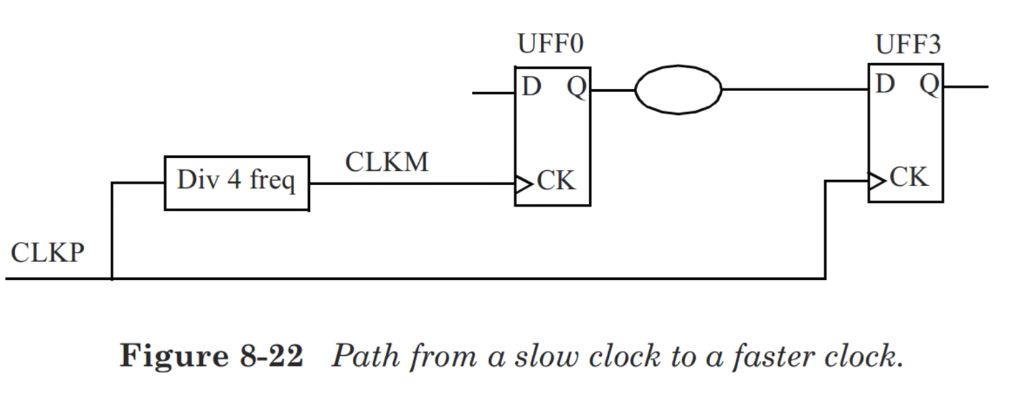 UFF0
UFF3
D Q
D Q
CLKM
Div 4 freq
CK
CK
CLKP
Figure 8-22 Path from a slow clock to a faster clock.